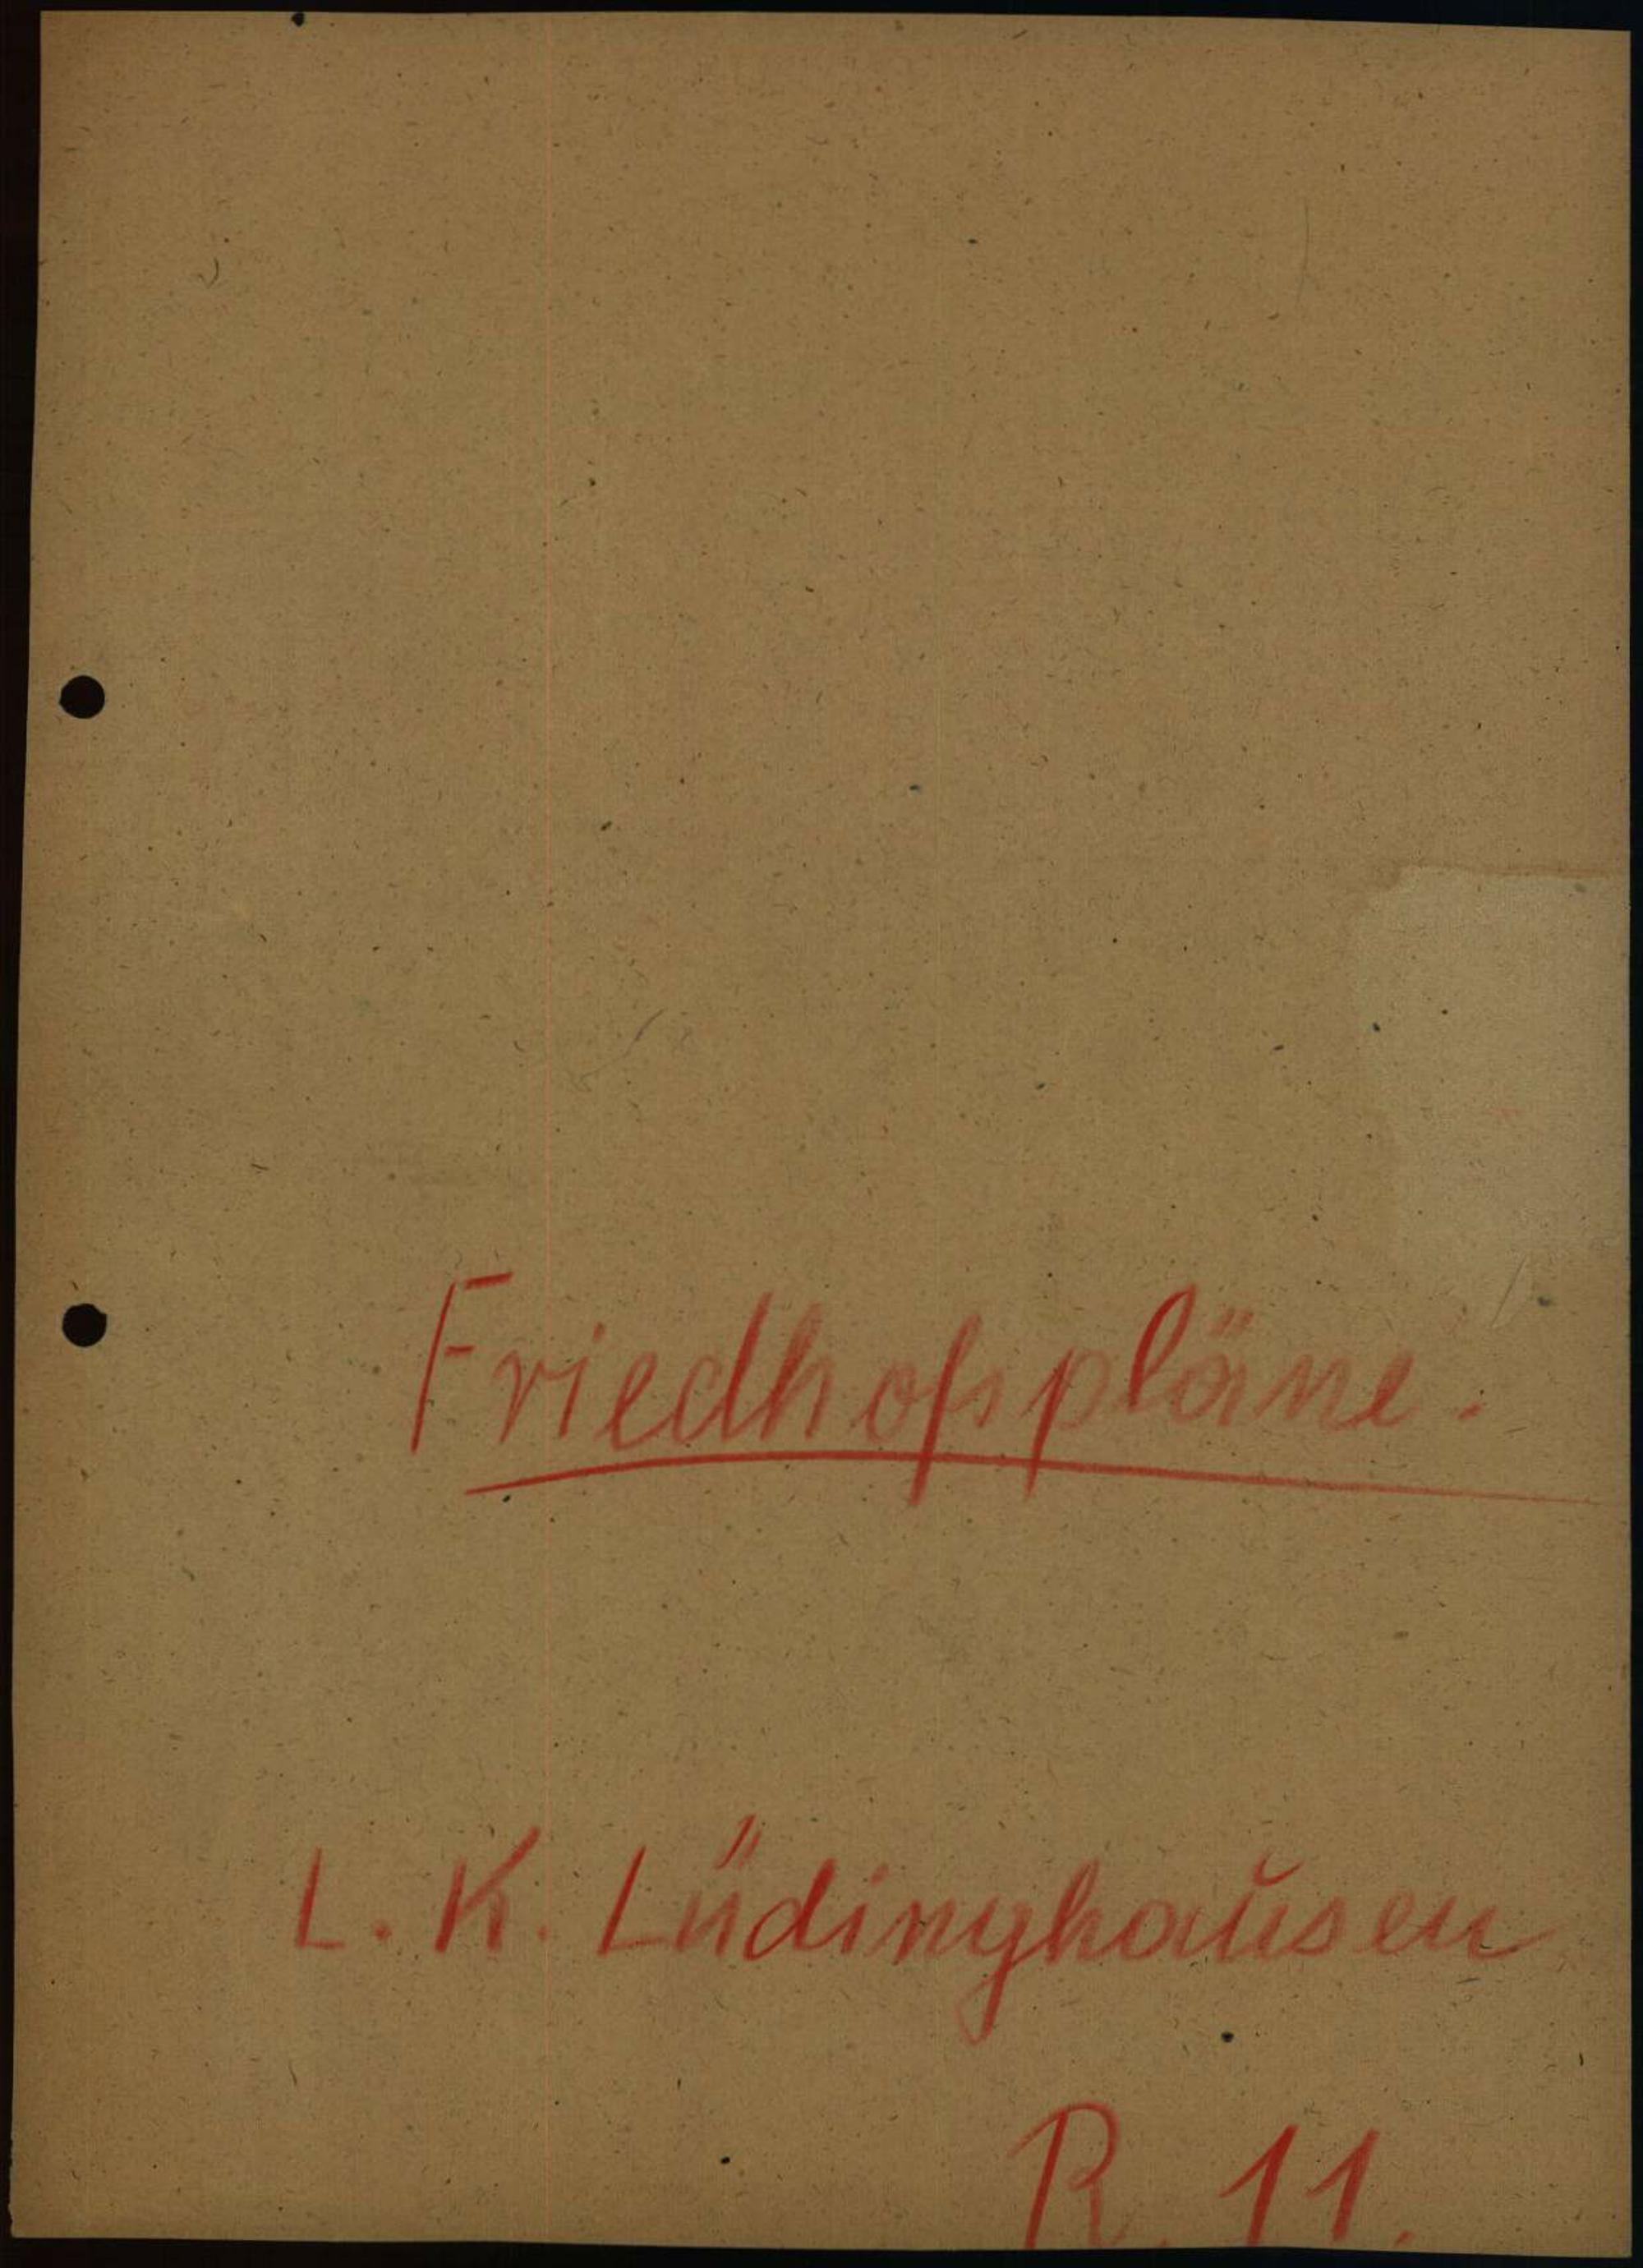 Friedhofspläne.
L. K. Lüdinghausen
R. 11.